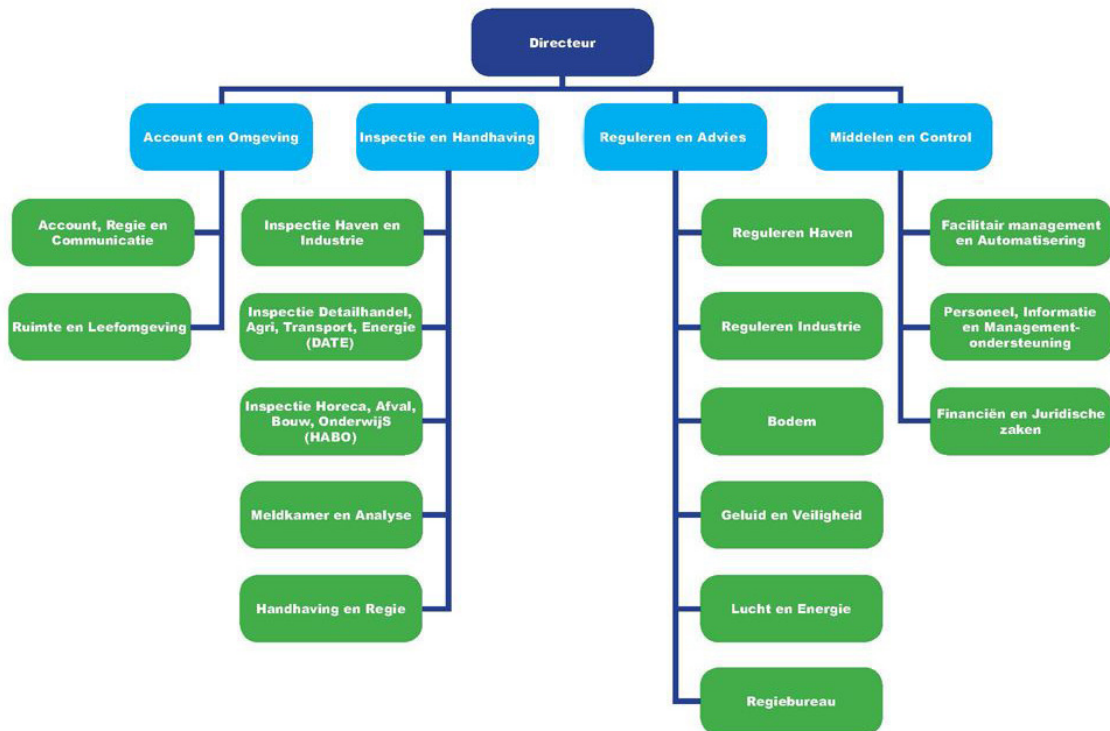 Directeur
Account en Omgeving
Inspectie en Handhaving
Reguleren en Advies
Middelen en Control
Account, Regie en
Communicatie
Ruimte en Leefomgeving
Inspectie Haven en
Industrie
Inspectie Detailhandel,
Agri, Transport, Energie
(DATE)
Inspectie Horeca, Afval,
Bouw, OnderwijS
(HABO)
Meldkamer en Analyse
Handhaving en Regie
Reguleren Haven
Reguleren Industrie
Bodem
Geluid en Veiligheid
Lucht en Energie
Regiebureau
Facilitair management
en Automatisering
Personeel, Informatie
en Management-
ondersteuning
Financiën en Juridische
zaken